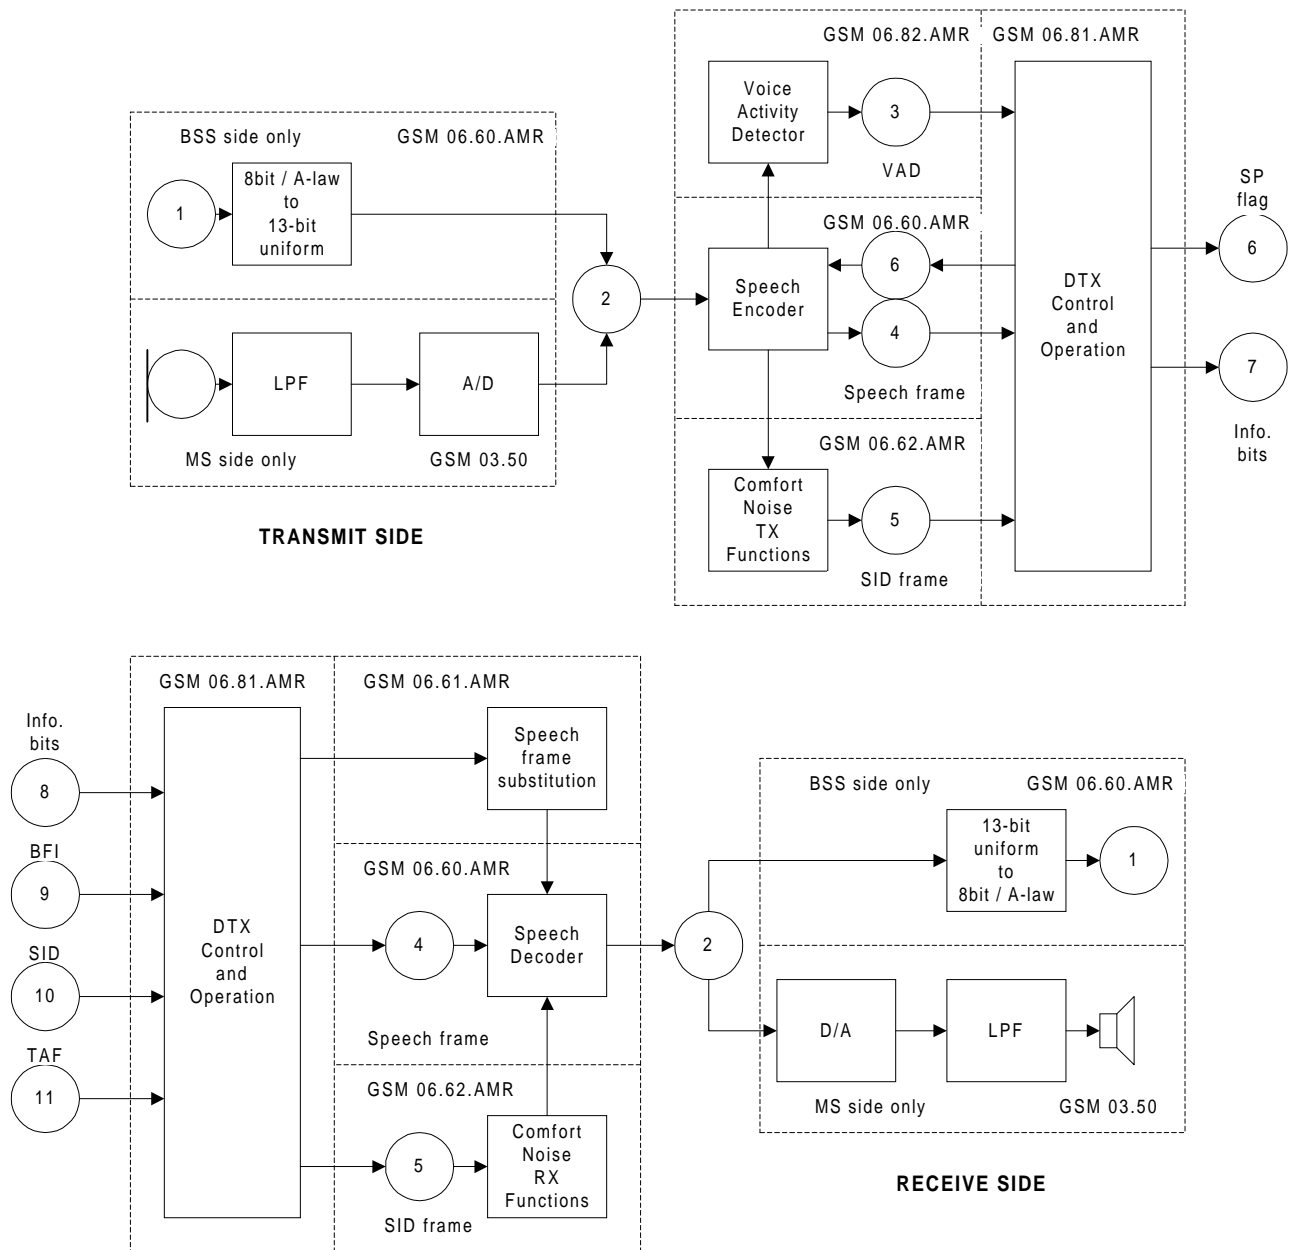 GSM 06.82.AMR
GSM 06.81.AMR
Voice
Activity
Detector
3
VAD
BSS side only
GSM 06.60.AMR
1
8bit / A-law
to
13-bit
uniform
2
LPF
A/D
MS side only
GSM 03.50
TRANSMIT SIDE
GSM 06.60.AMR
Speech
Encoder
6
4
Speech frame
DTX
Control
and
Operation
SP
flag
6
7
Info.
bits
GSM 06.62.AMR
Comfort
Noise
TX
Functions
5
SID frame
GSM 06.81.AMR
GSM 06.61.AMR
Info.
bits
8
BFI
9
SID
10
TAF
11
DTX
Control
and
Operation
Speech
frame
substitution
GSM 06.60.AMR
4
Speech
Decoder
Speech frame
GSM 06.62.AMR
5
Comfort
Noise
RX
Functions
SID frame
2
BSS side only
GSM 06.60.AMR
13-bit
uniform
to
8bit / A-law
1
D/A
LPF
MS side only
GSM 03.50
RECEIVE SIDE